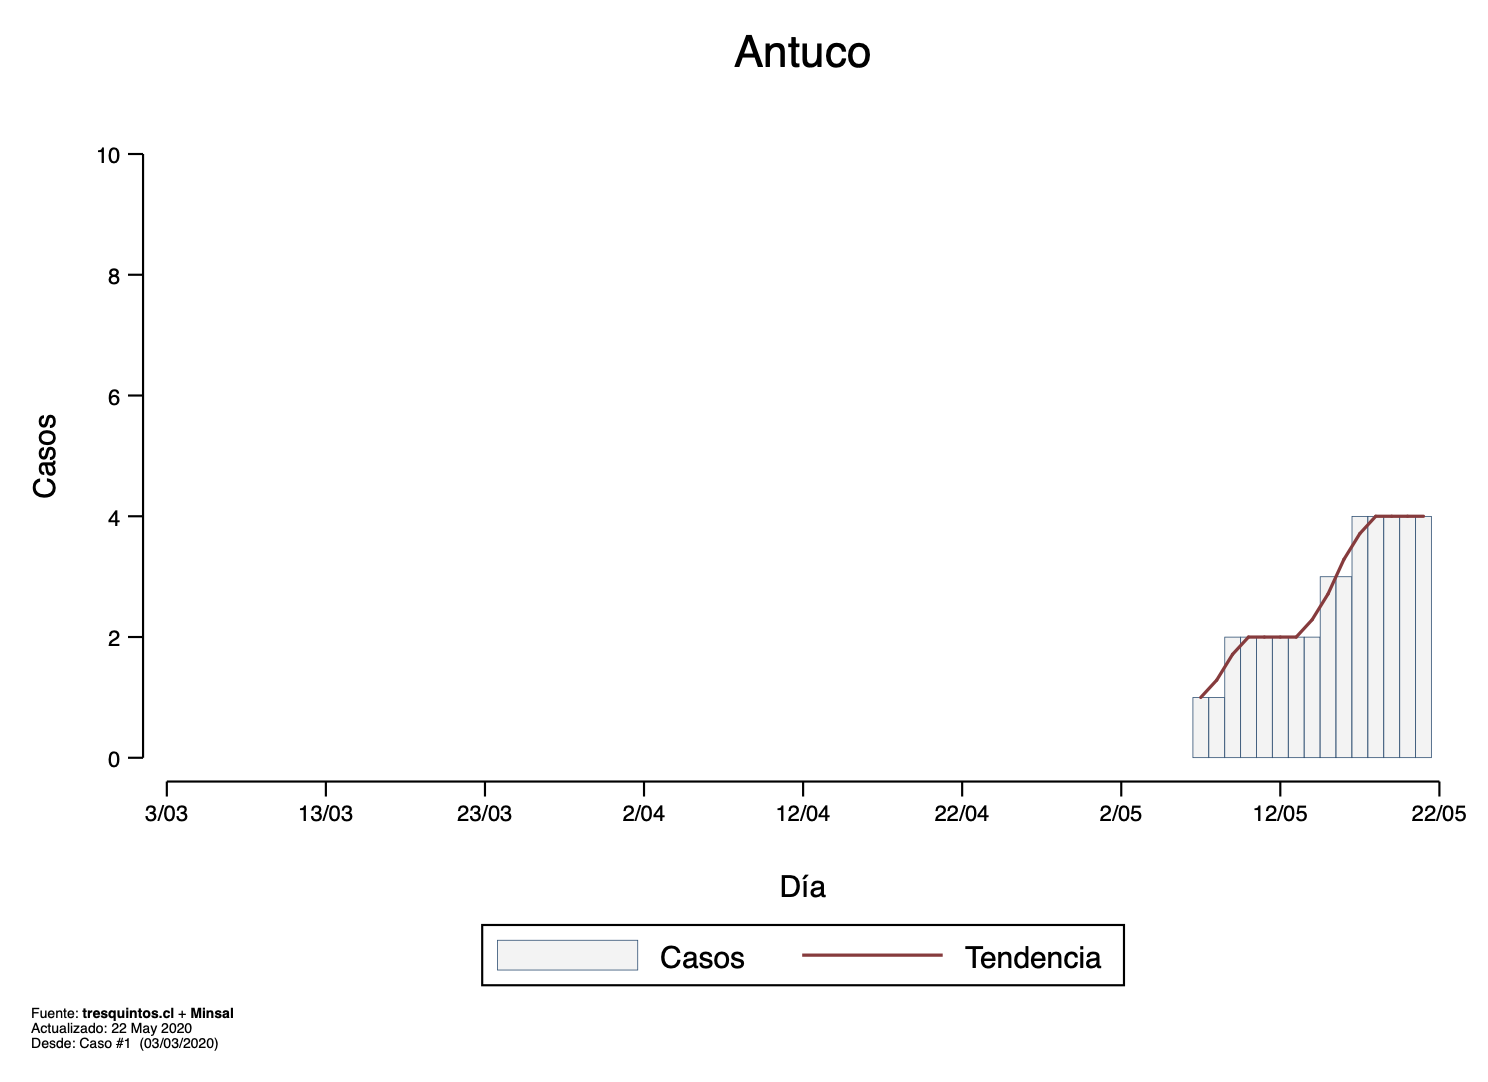 Antuco
10
8
6
4
2
0
Casos
3/03 13/03 23/03 2/04 12/04 22/04 2/05 12/05 22/05
Día
Casos Tendencia
Fuente: tresquintos.cl + Minsal
Actualizado: 22 May 2020
Desde: Caso #1 (03/03/2020)